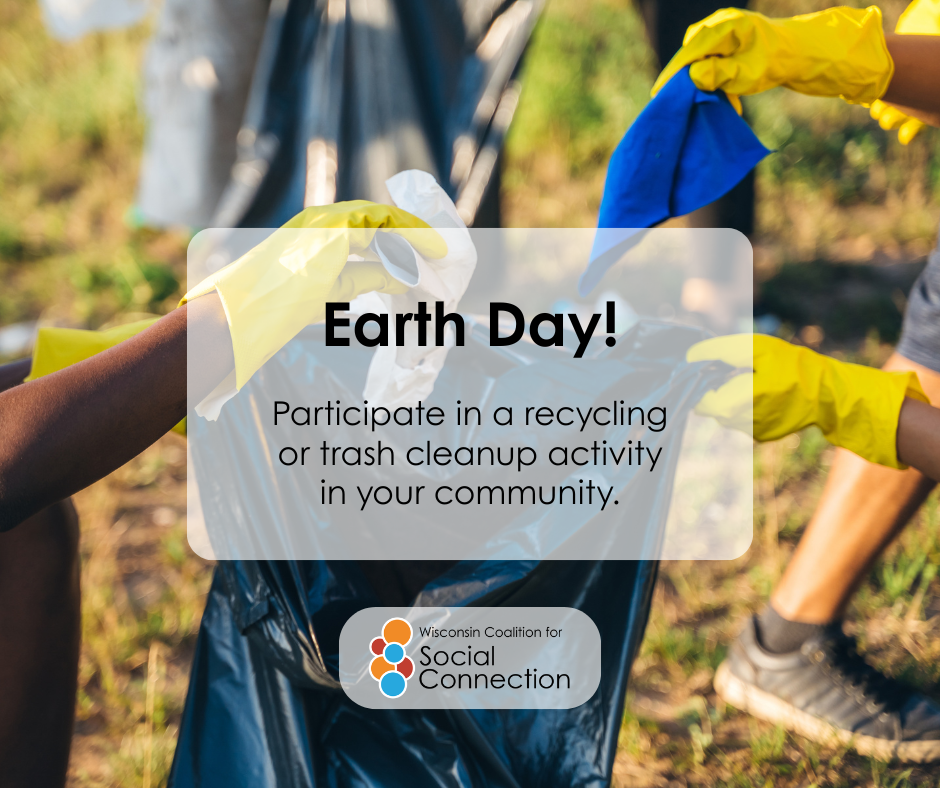 Earth Day!
Participate in a recycling
or trash cleanup activity
in your community.
Wisconsin Coalition for
Social
Connection